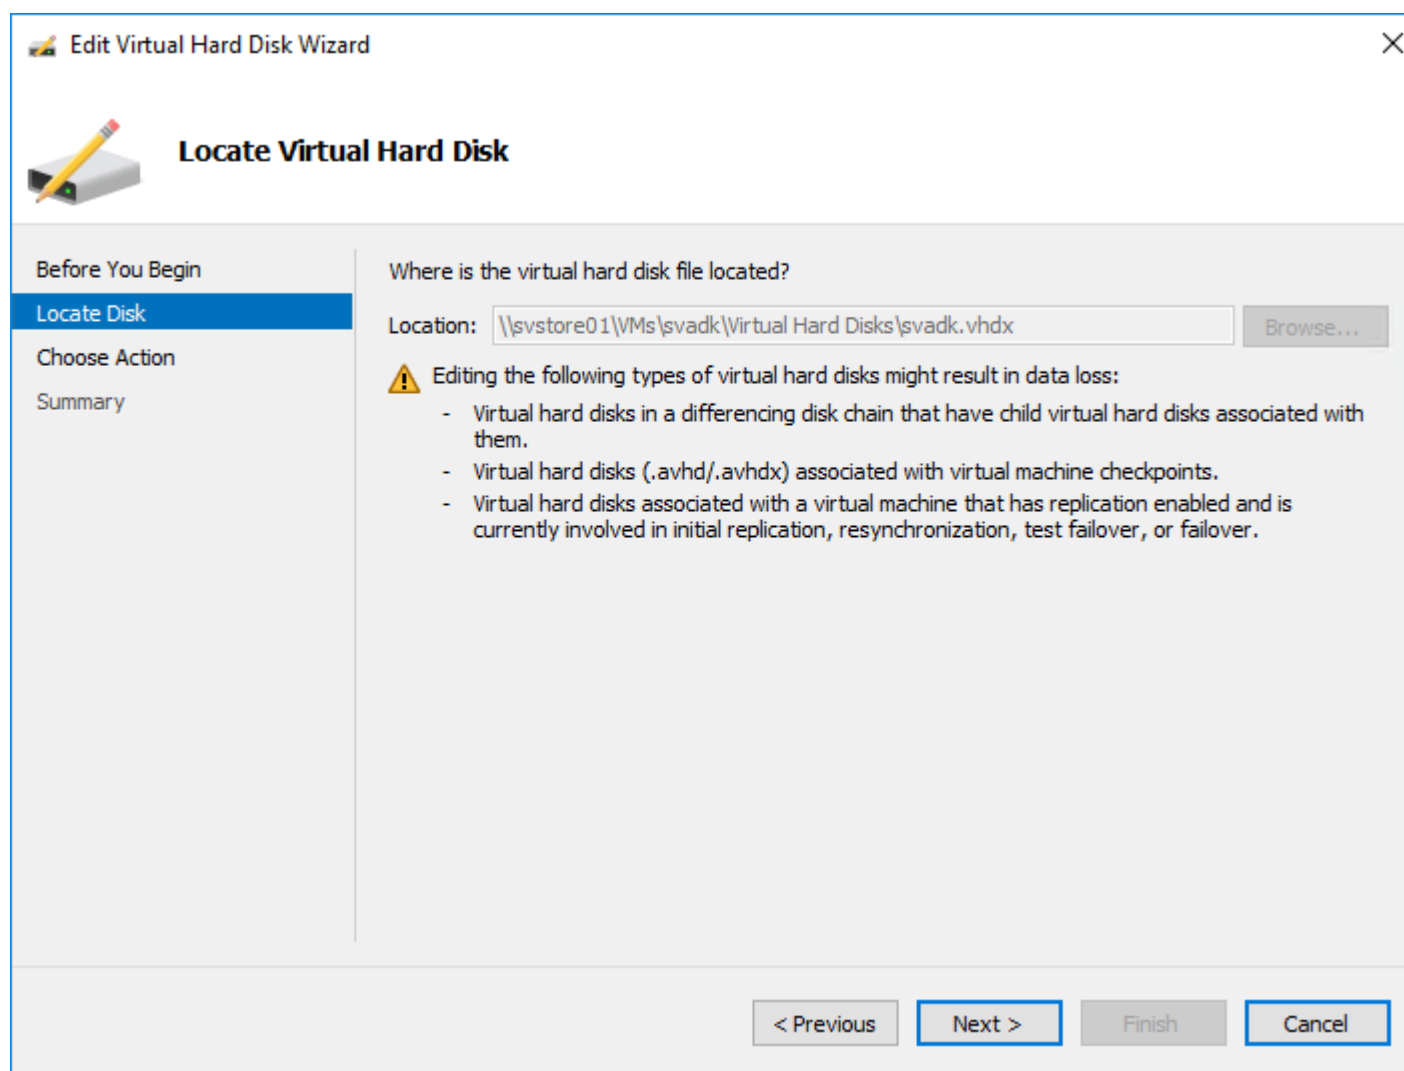 Edit Virtual Hard Disk Wizard
Locate Virtual Hard Disk
Before You Begin
Locate Disk
Choose Action
Summary
Where is the virtual hard disk file located?
Location: \\svstore01\VMs\svadk\Virtual Hard Disks\svadk.vhdx Browse...
Editing the following types of virtual hard disks might result in data loss:
- Virtual hard disks in a differencing disk chain that have child virtual hard disks associated with
them.
- Virtual hard disks (.avhd/.avhdx) associated with virtual machine checkpoints.
- Virtual hard disks associated with a virtual machine that has replication enabled and is
currently involved in initial replication, resynchronization, test failover, or failover.
< Previous Next > Finish Cancel